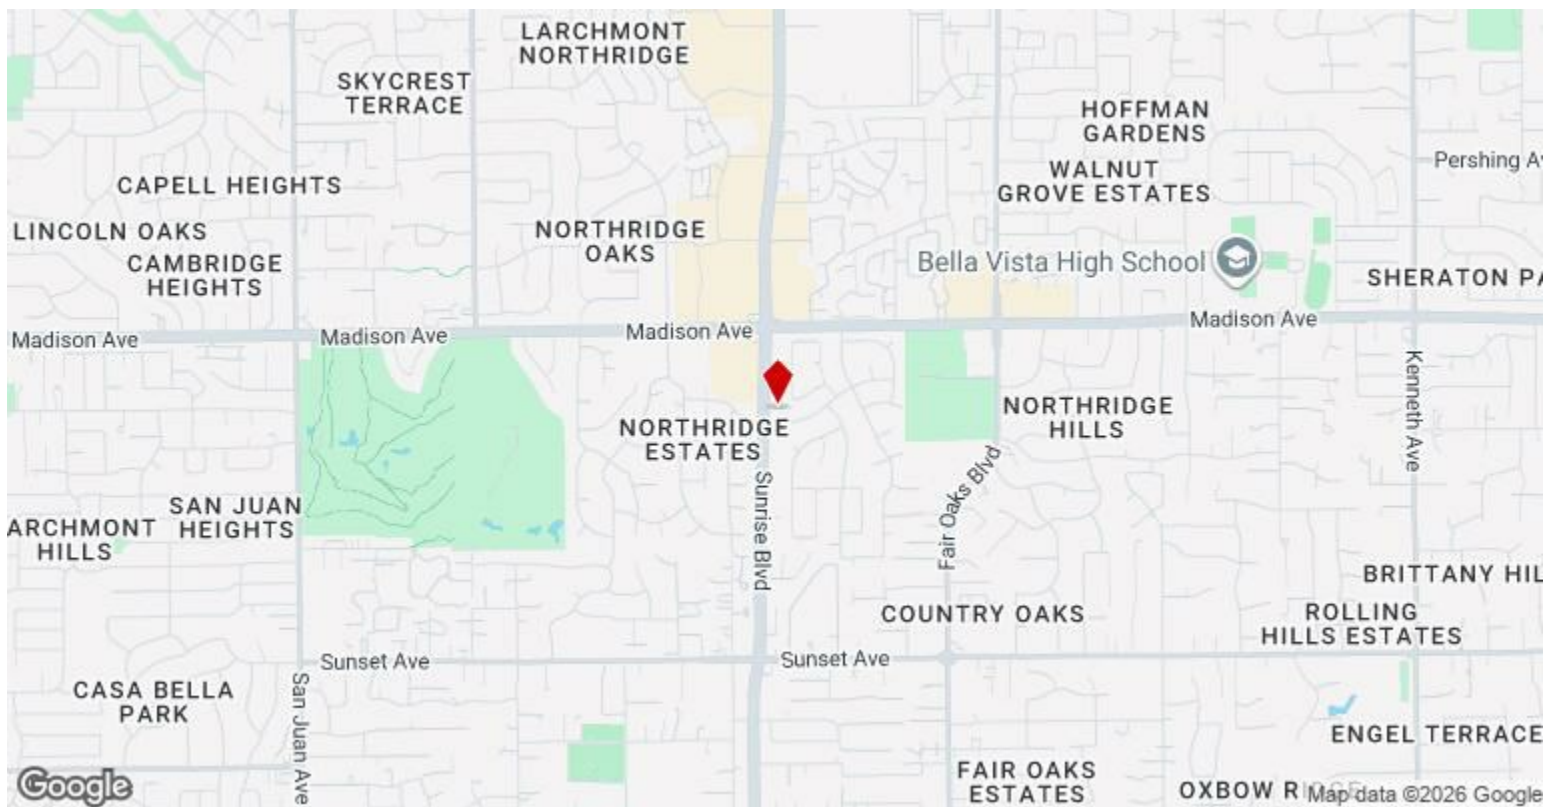 LARCHMONT
NORTHRIDGE
SKYCREST
TERRACE
HOFFMAN
GARDENS
Pershing Av
WALNUT
GROVE ESTATES
CAPELL HEIGHTS
LINCOLN OAKS
NORTHRIDGE
OAKS
CAMBRIDGE
HEIGHTS
Bella Vista High School
SHERATON PA
Madison Ave
Madison Ave
Madison Ave
Madison Ave
Kenneth Ave
NORTHRIDGE
HILLS
NORTHRIDGE
ESTATES
Sunrise Blvd
Fair Oaks Blvd
SAN JUAN
HEIGHTS
ARCHMONT
HILLS
BRITTANY HIL
COUNTRY OAKS
ROLLING
HILLS ESTATES
Sunset Ave
Sunset Ave
CASA BELLA
PARK
San Juan Ave
ENGEL TERRACE
FAIR OAKS
ESTATES
OXBOW R
Google
Map data ©2026 Google